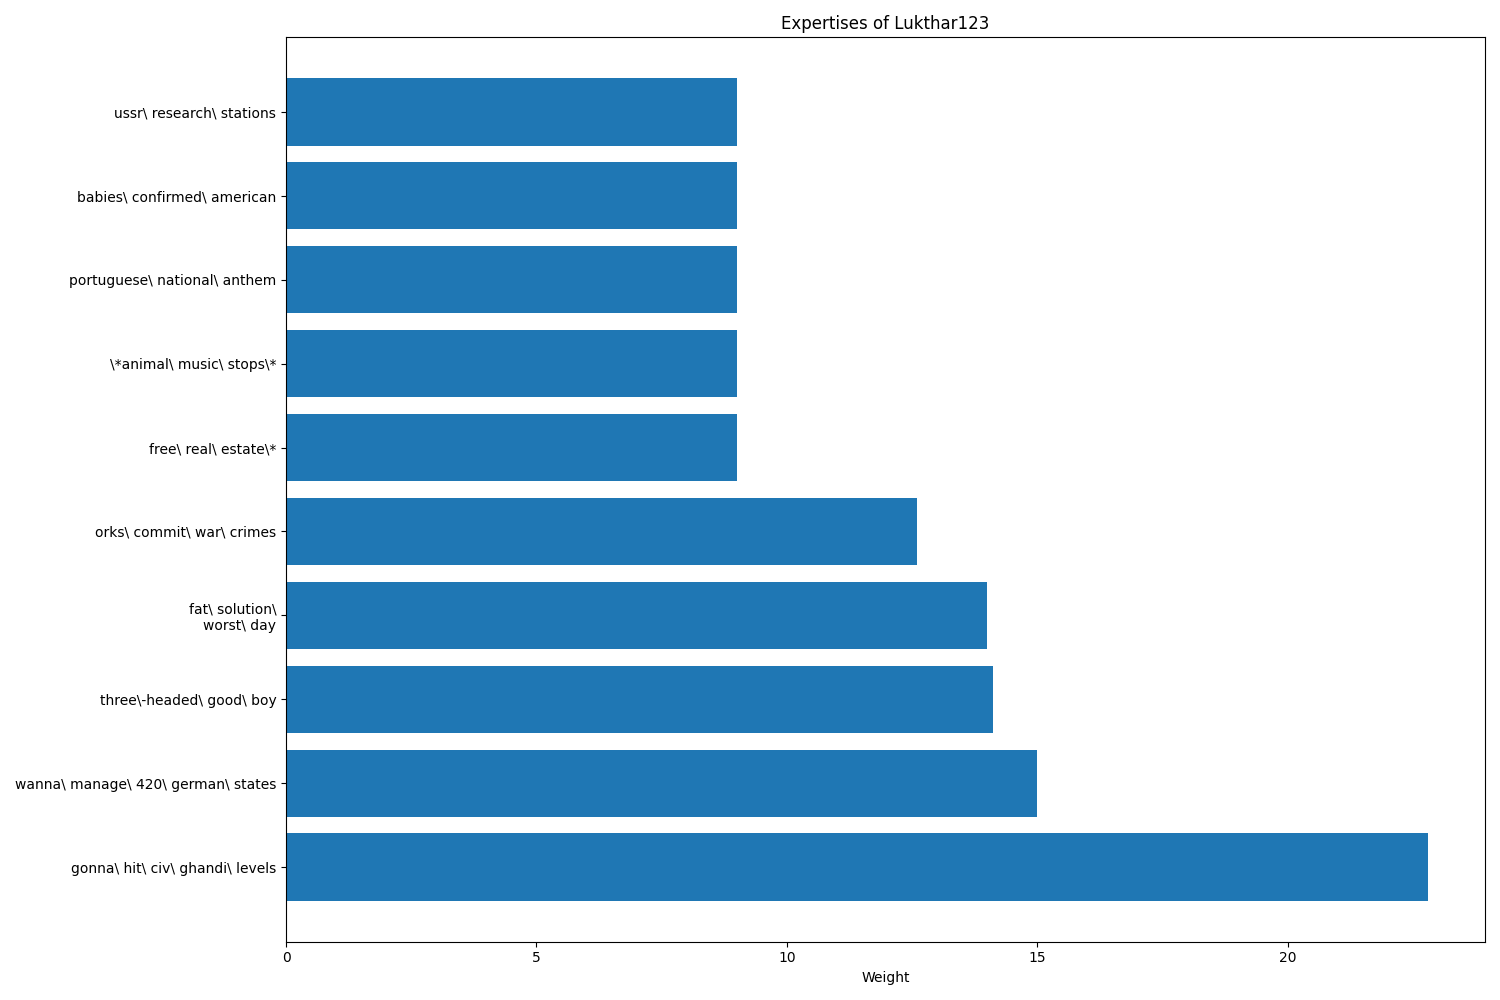 Expertises of Lukthar123
ussr\ research\ stations
babies\ confirmed\ american
portuguese\ national\ anthem
\*animal\ music\ stops\*
free\ real\ estate\*
orks\ commit\ war\ crimes
fat\ solution\
worst\ day
three\-headed\ good\ boy
wanna\ manage\ 420\ german\ states
gonna\ hit\ civ\ ghandi\ levels
0 5 10 15 20
Weight